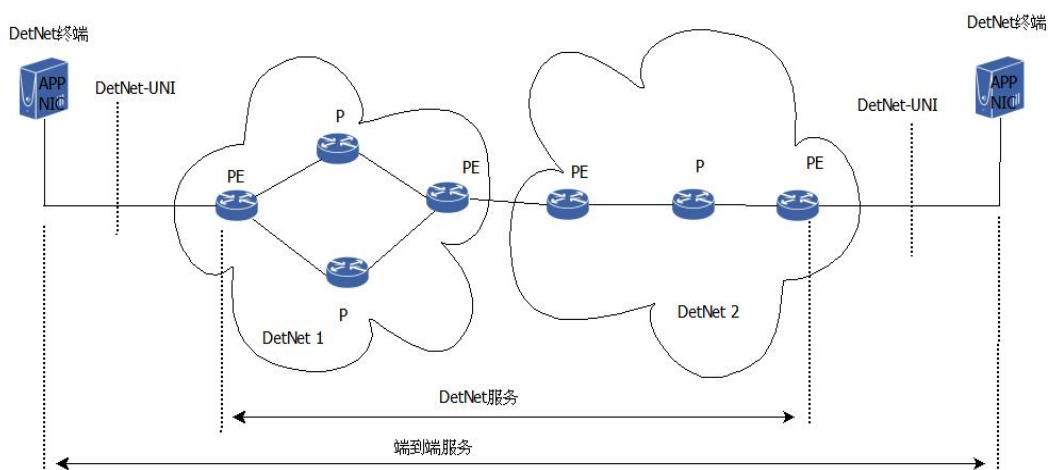 DetNet终端
DetNet终端
APP
NIC
APP
NIC
DetNet-UNI
DetNet-UNI
P
PE
PE
PE
P
PE
P
DetNet 1
DetNet 2
DetNet服务
端到端服务